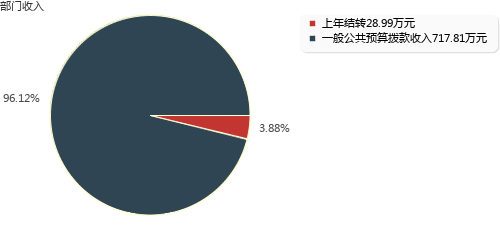 部门收入
上年结转28.99万元
一般公共预算拨款收入717.81万元
96.12%
3.88%